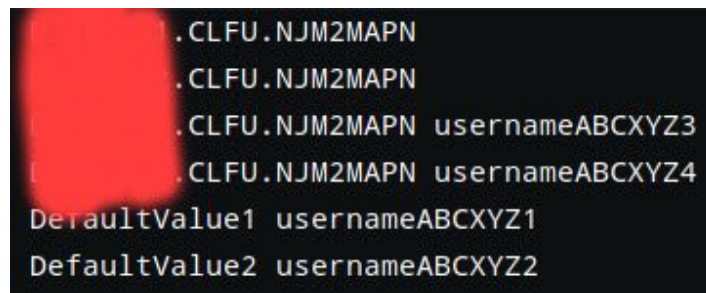 .CLFU.NJM2MAPN
.CLFU.NJM2MAPN
.CLFU.NJM2MAPN usernameABCXYZ3
.CLFU.NJM2MAPN usernameABCXYZ4
DefaultValue1 usernameABCXYZ1
DefaultValue2 usernameABCXYZ2